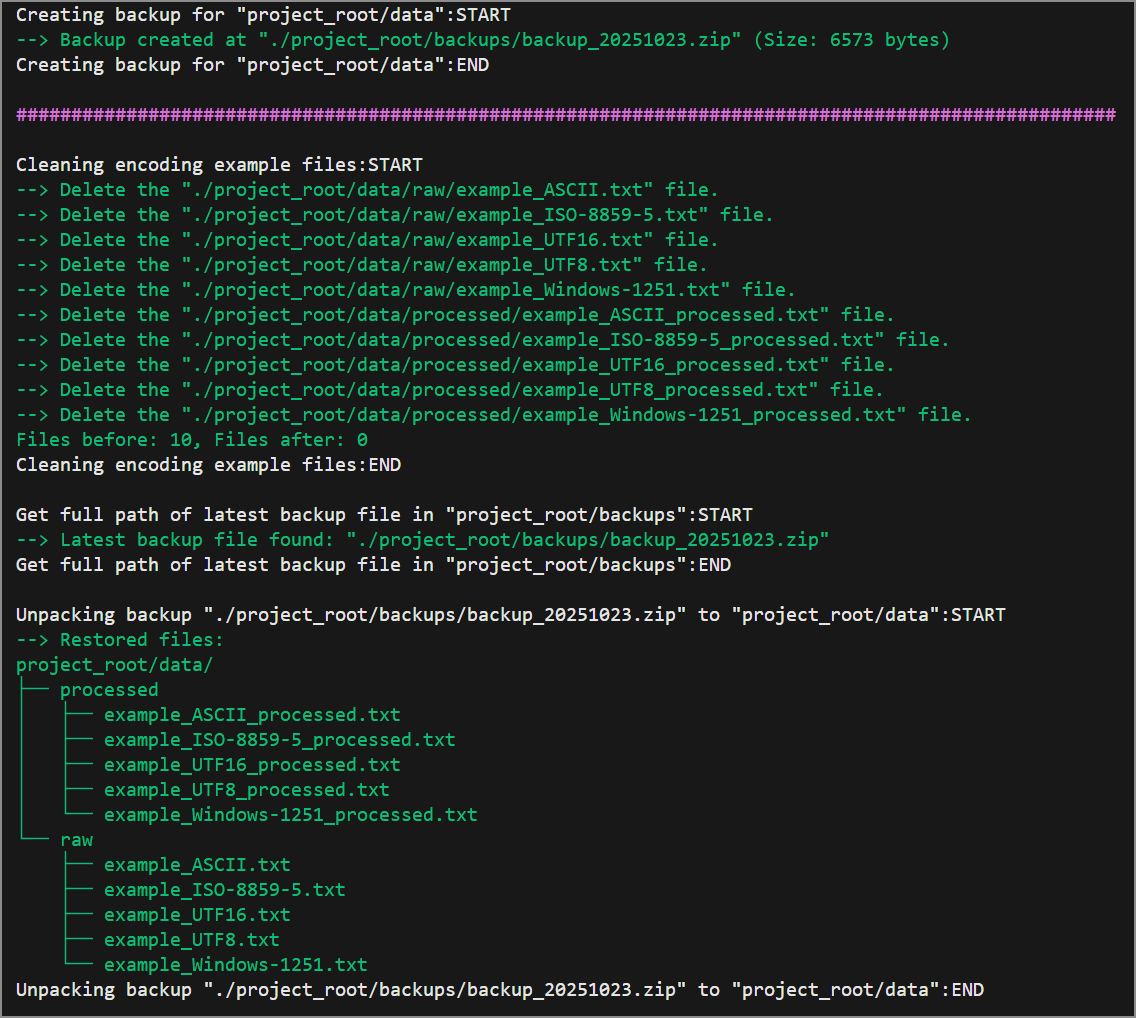 Creating backup for "project_root/data":START
--> Backup created at "./project_root/backups/backup_20251023.zip" (Size: 6573 bytes)
Creating backup for "project_root/data":END
####################################################################################################
Cleaning encoding example files:START
--> Delete the "./project_root/data/raw/example_ASCII.txt" file.
--> Delete the "./project_root/data/raw/example_ISO-8859-5.txt" file.
--> Delete the "./project_root/data/raw/example_UTF16.txt" file.
--> Delete the "./project_root/data/raw/example_UTF8.txt" file.
--> Delete the "./project_root/data/raw/example_Windows-1251.txt" file.
--> Delete the "./project_root/data/processed/example_ASCII_processed.txt" file.
--> Delete the "./project_root/data/processed/example_ISO-8859-5_processed.txt" file.
--> Delete the "./project_root/data/processed/example_UTF16_processed.txt" file.
--> Delete the "./project_root/data/processed/example_UTF8_processed.txt" file.
--> Delete the "./project_root/data/processed/example_Windows-1251_processed.txt" file.
Files before: 10, Files after: 0
Cleaning encoding example files:END
Get full path of latest backup file in "project_root/backups":START
--> Latest backup file found: "./project_root/backups/backup_20251023.zip"
Get full path of latest backup file in "project_root/backups":END
Unpacking backup "./project_root/backups/backup_20251023.zip" to "project_root/data":START
--> Restored files:
project_root/data/
├── processed
│   ├── example_ASCII_processed.txt
│   ├── example_ISO-8859-5_processed.txt
│   ├── example_UTF16_processed.txt
│   ├── example_UTF8_processed.txt
│   └── example_Windows-1251_processed.txt
└── raw
    ├── example_ASCII.txt
    ├── example_ISO-8859-5.txt
    ├── example_UTF16.txt
    ├── example_UTF8.txt
    └── example_Windows-1251.txt
Unpacking backup "./project_root/backups/backup_20251023.zip" to "project_root/data":END